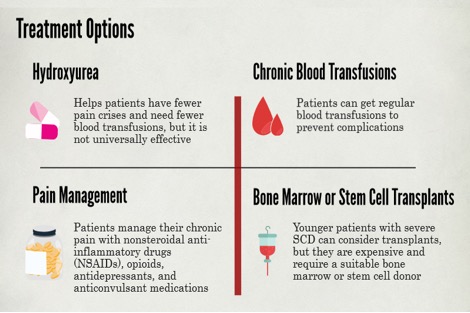 Treatment Options
Hydroxyurea
Helps patients have fewer
pain crises and need fewer
blood transfusions, but it is
not universally effective
Chronic Blood Transfusions
Patients can get regular
blood transfusions to
prevent complications
Pain Management
Patients manage their chronic
pain with nonsteroidal anti-
inflammatory drugs
(NSAIDs), opioids,
antidepressants, and
anticonvulsant medications
Bone Marrow or Stem Cell Transplants
Younger patients with severe
SCD can consider transplants,
but they are expensive and
require a suitable bone
marrow or stem cell donor